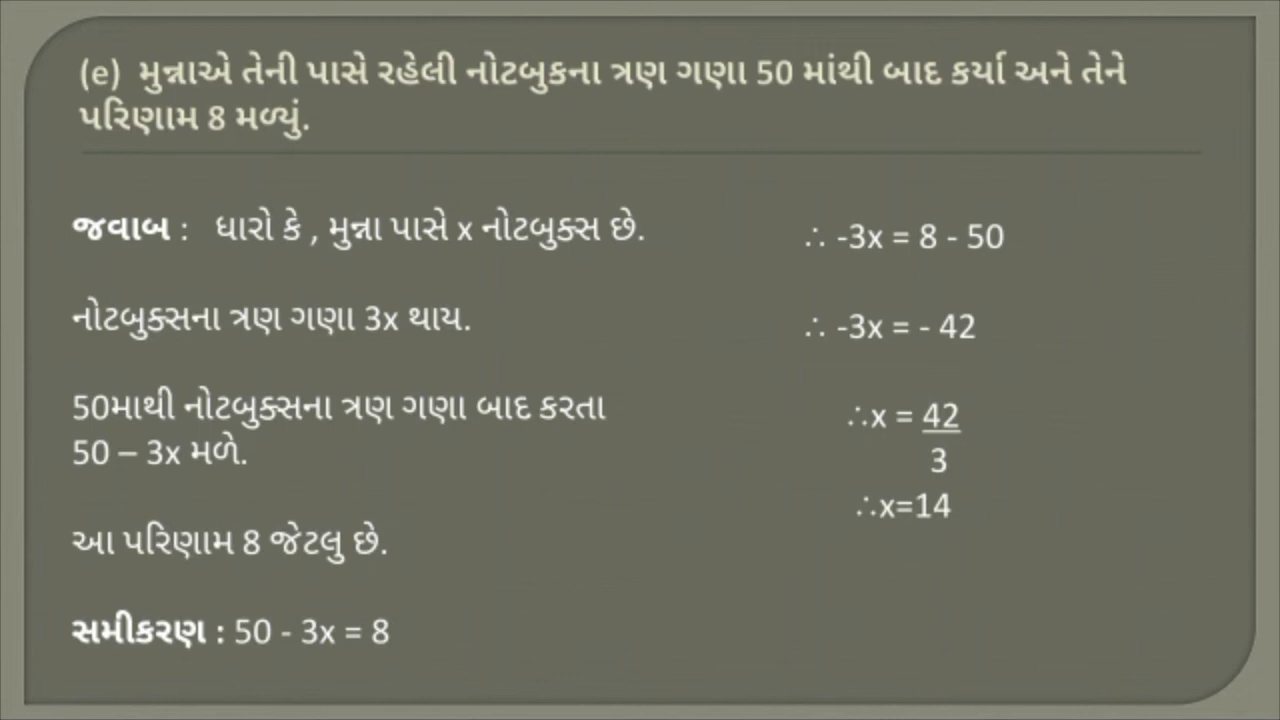 (e) મુન્નાએ તેની પાસે રહેલી નોટબુકના ત્રણ ગણા 50 માંથી બાદ કર્યા અને તેને
પરિણામ 8 મળ્યું.
જવાબ : ધારો કે , મુન્ના પાસે x નોટબુક્સ છે.
નોટબુક્સના ત્રણ ગણા 3x થાય.
50માથી નોટબુક્સના ત્રણ ગણા બાદ કરતા
50 – 3x મળે.
આ પરિણામ 8 જેટલુ છે.
સમીકરણ : 50 - 3x = 8
∴ -3x = 8 - 50
∴ -3x = - 42
∴x = 42
3
∴x=14